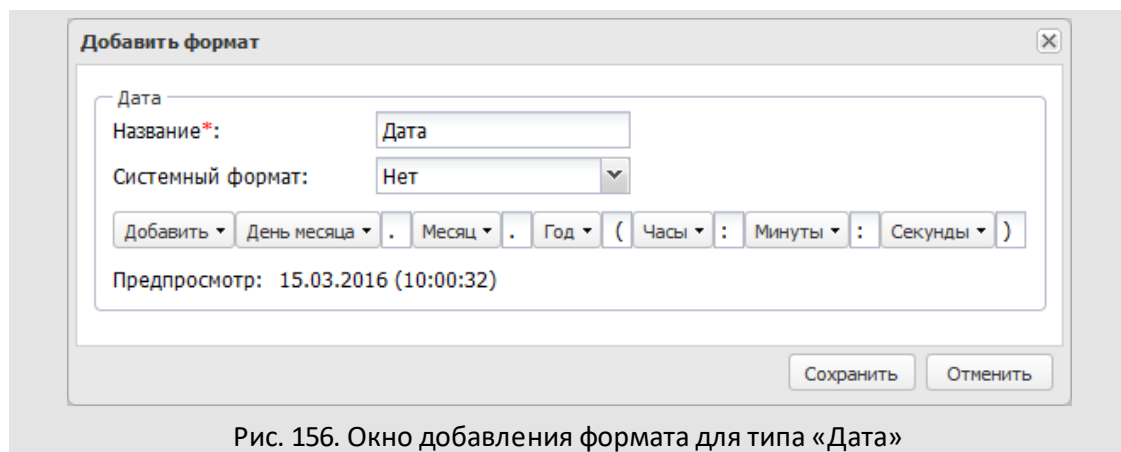 Добавить формат
Дата
Название*: Дата
Системный формат: Нет
Добавить День месяца . Месяц . Год ( Часы : Минуты : Секунды )
Предпросмотр: 15.03.2016 (10:00:32)
Сохранить Отменить
Рис. 156. Окно добавления формата для типа «Дата»